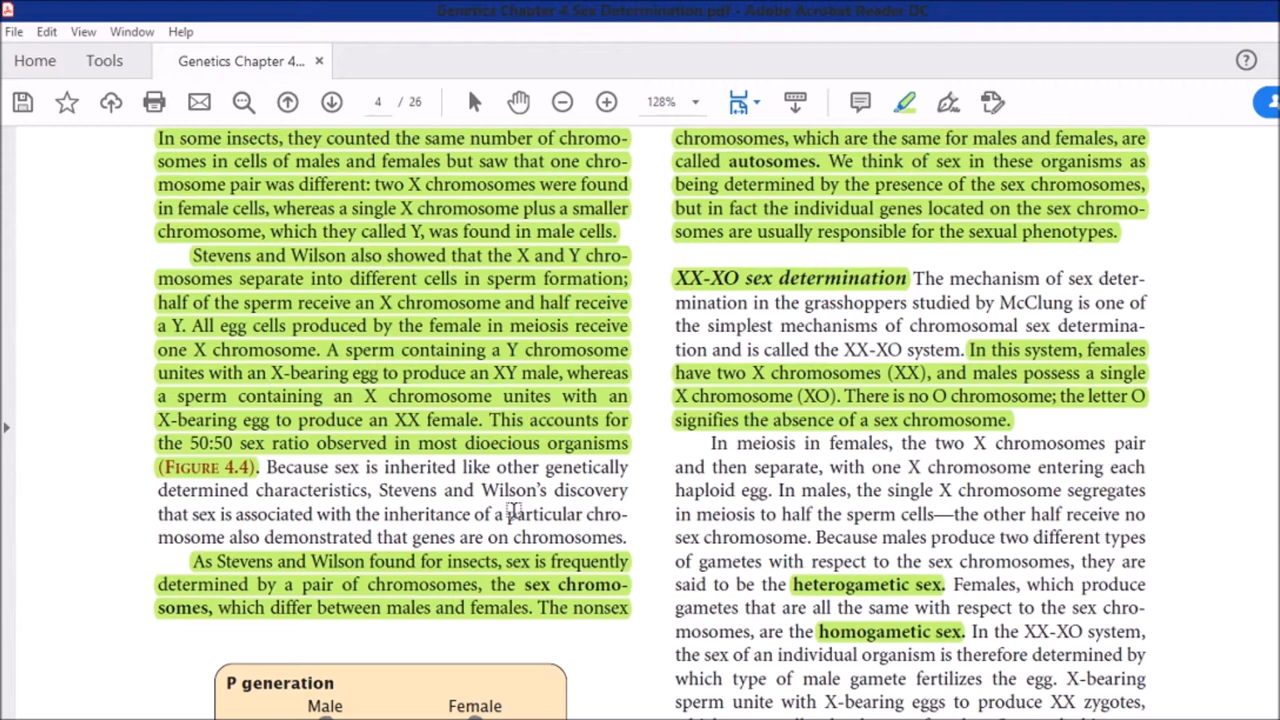 Genetics Chapter 4 Sex Determination.pdf - Adobe Acrobat Reader DC
File Edit View Window Help
Home Tools Genetics Chapter 4... ×
4 / 26 128%
In some insects, they counted the same number of chromo-
somes in cells of males and females but saw that one chro-
mosome pair was different: two X chromosomes were found
in female cells, whereas a single X chromosome plus a smaller
chromosome, which they called Y, was found in male cells.
Stevens and Wilson also showed that the X and Y chro-
mosomes separate into different cells in sperm formation;
half of the sperm receive an X chromosome and half receive
a Y. All egg cells produced by the female in meiosis receive
one X chromosome. A sperm containing a Y chromosome
unites with an X-bearing egg to produce an XY male, whereas
a sperm containing an X chromosome unites with an
X-bearing egg to produce an XX female. This accounts for
the 50:50 sex ratio observed in most dioecious organisms
(FIGURE 4.4). Because sex is inherited like other genetically
determined characteristics, Stevens and Wilson’s discovery
that sex is associated with the inheritance of a particular chro-
mosome also demonstrated that genes are on chromosomes.
As Stevens and Wilson found for insects, sex is frequently
determined by a pair of chromosomes, the sex chromo-
somes, which differ between males and females. The nonsex
P generation
Male Female
chromosomes, which are the same for males and females, are
called autosomes. We think of sex in these organisms as
being determined by the presence of the sex chromosomes,
but in fact the individual genes located on the sex chromo-
somes are usually responsible for the sexual phenotypes.
XX-XO sex determination The mechanism of sex deter-
mination in the grasshoppers studied by McClung is one of
the simplest mechanisms of chromosomal sex determina-
tion and is called the XX-XO system. In this system, females
have two X chromosomes (XX), and males possess a single
X chromosome (XO). There is no O chromosome; the letter O
signifies the absence of a sex chromosome.
In meiosis in females, the two X chromosomes pair
and then separate, with one X chromosome entering each
haploid egg. In males, the single X chromosome segregates
in meiosis to half the sperm cells—the other half receive no
sex chromosome. Because males produce two different types
of gametes with respect to the sex chromosomes, they are
said to be the heterogametic sex. Females, which produce
gametes that are all the same with respect to the sex chro-
mosomes, are the homogametic sex. In the XX-XO system,
the sex of an individual organism is therefore determined by
which type of male gamete fertilizes the egg. X-bearing
sperm unite with X-bearing eggs to produce XX zygotes,